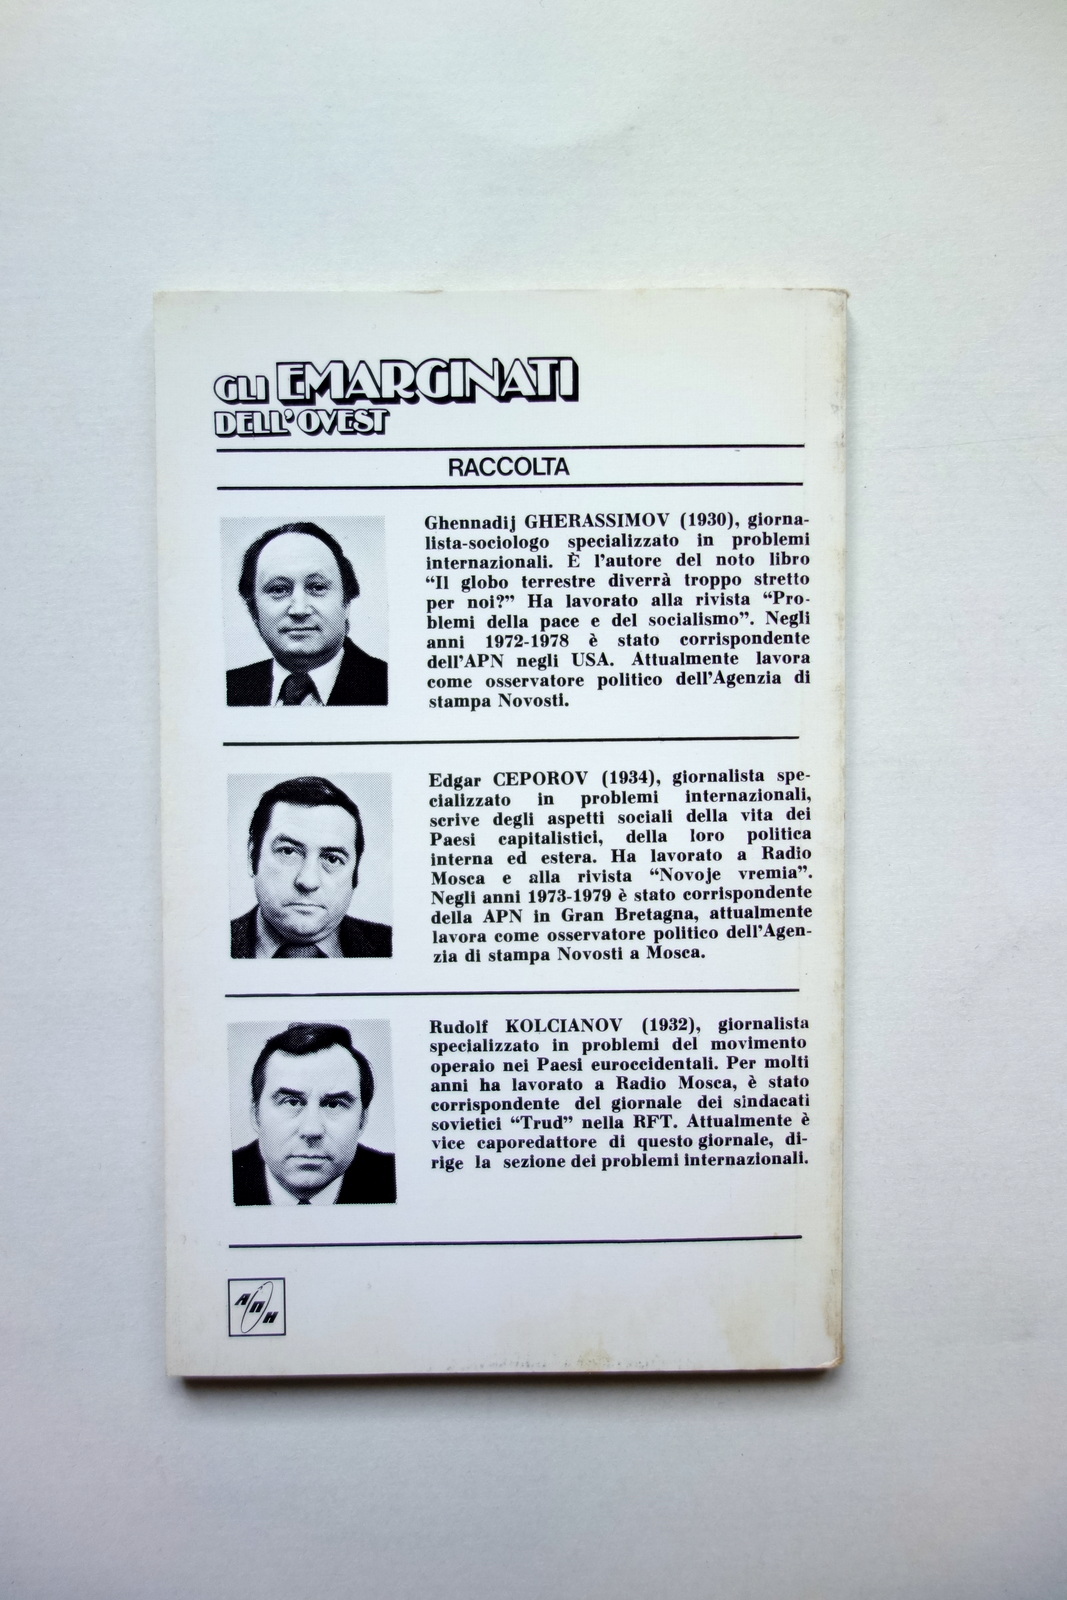 GLI EMARGINATI
DELL'OVEST
RACCOLTA
Ghennadij GHERASSIMOV (1930), giorna-
lista-sociologo specializzato in problemi
internazionali. È l'autore del noto libro
“Il globo terrestre diverrà troppo stretto
per noi?” Ha lavorato alla rivista “Pro-
blemi della pace e del socialismo”. Negli
anni 1972-1978 è stato corrispondente
dell'APN negli USA. Attualmente lavora
come osservatore politico dell'Agenzia di
stampa Novosti.
Edgar CEPOROV (1934), giornalista spe-
cializzato in problemi internazionali,
scrive degli aspetti sociali della vita dei
Paesi capitalistici, della loro politica
interna ed estera. Ha lavorato a Radio
Mosca e alla rivista “Novoje vremia”.
Negli anni 1973-1979 è stato corrispondente
della APN in Gran Bretagna, attualmente
lavora come osservatore politico dell'Agen-
zia di stampa Novosti a Mosca.
Rudolf KOLCIANOV (1932), giornalista
specializzato in problemi del movimento
operaio nei Paesi euroccidentali. Per molti
anni ha lavorato a Radio Mosca, è stato
corrispondente del giornale dei sindacati
sovietici “Trud” nella RFT. Attualmente è
vice caporedattore di questo giornale, di-
rige la sezione dei problemi internazionali.
АПН